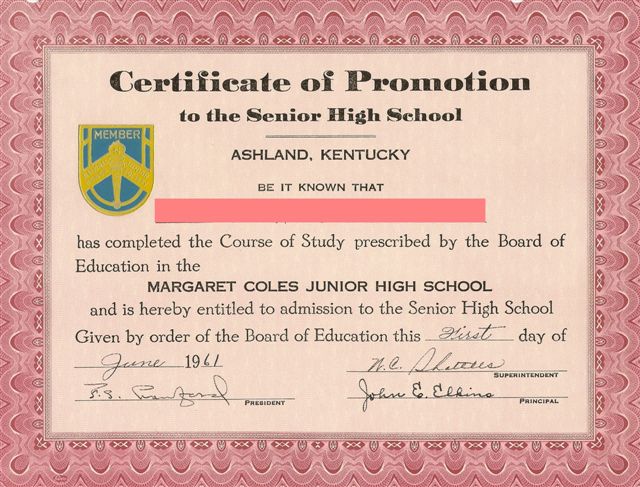 Certificate of Promotion
to the Senior High School
ASHLAND, KENTUCKY
MEMBER
BE IT KNOWN THAT
has completed the Course of Study prescribed by the Board of
Education in the
MARGARET COLES JUNIOR HIGH SCHOOL
and is hereby entitled to admission to the Senior High School
Given by order of the Board of Education this First day of
June 1961
SUPERINTENDENT
PRESIDENT
John E. Elkins
PRINCIPAL